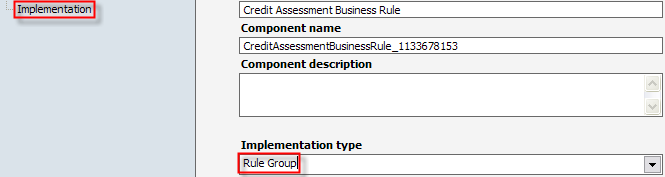 Implementation
Credit Assessment Business Rule
Component name
CreditAssessmentBusinessRule_1133678153
Component description
Implementation type
Rule Group